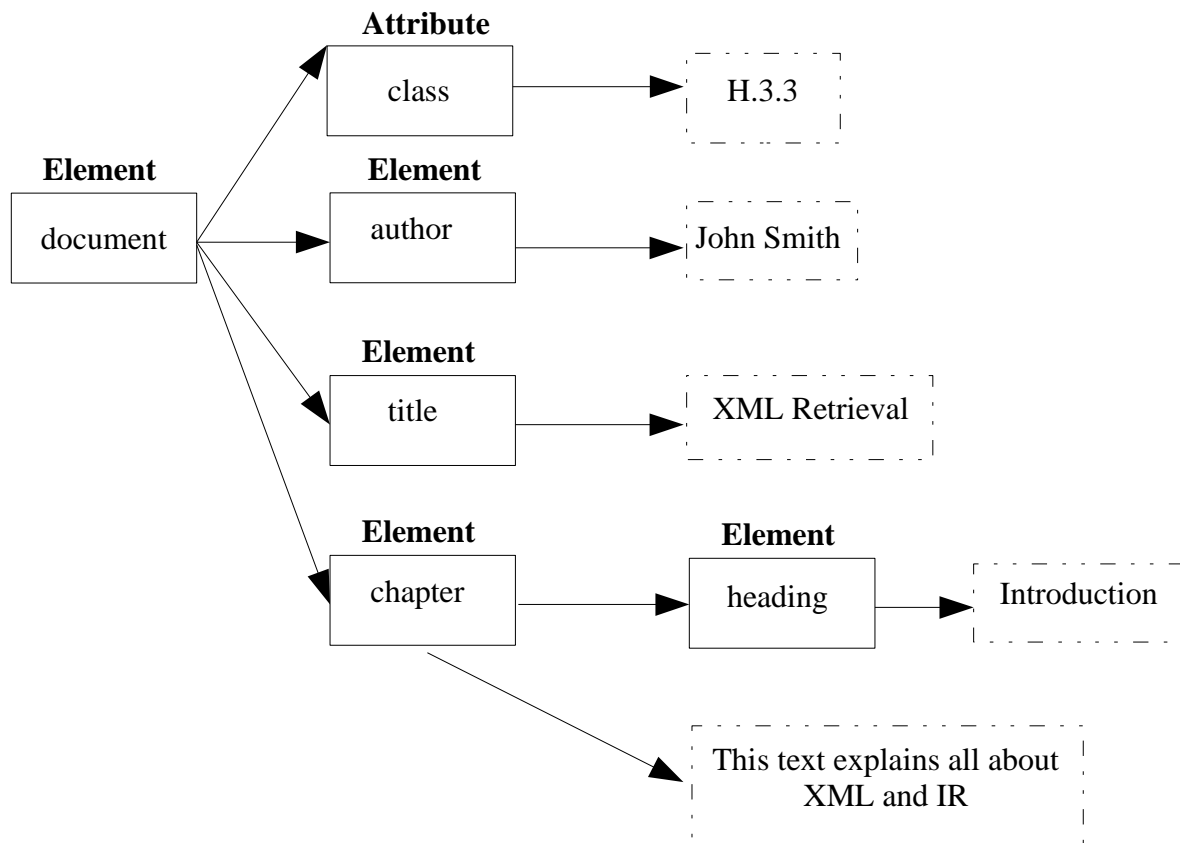 Attribute
class
H.3.3
Element
document
Element
author
John Smith
Element
title
XML Retrieval
Element
chapter
Element
heading
Introduction
This text explains all about
XML and IR